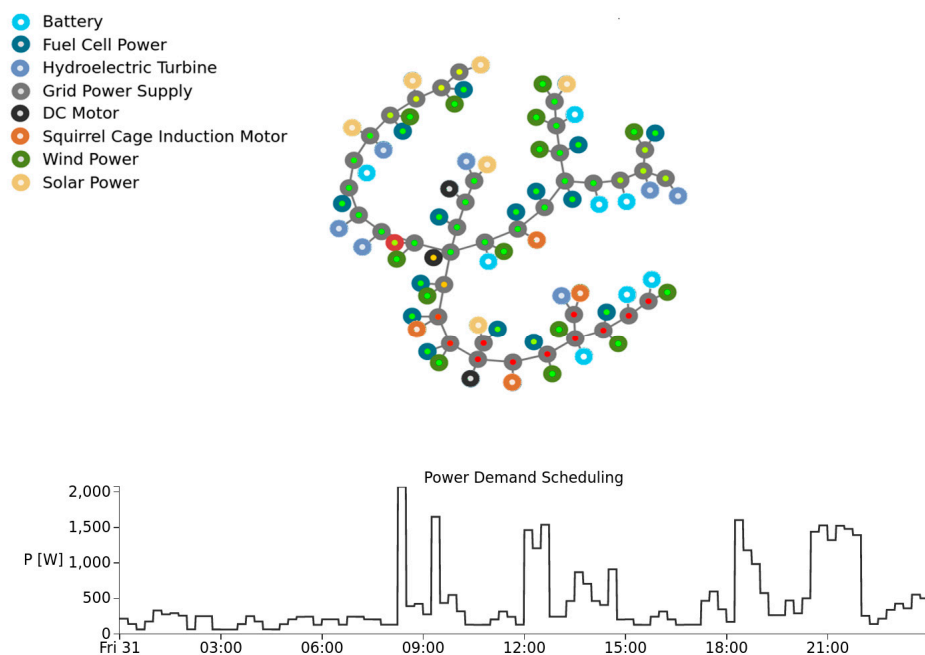 Battery
Fuel Cell Power
Hydroelectric Turbine
Grid Power Supply
DC Motor
Squirrel Cage Induction Motor
Wind Power
Solar Power
Power Demand Scheduling
2,000
1,500
P [W] 1,000
500
0
Fri 31 03:00 06:00 09:00 12:00 15:00 18:00 21:00